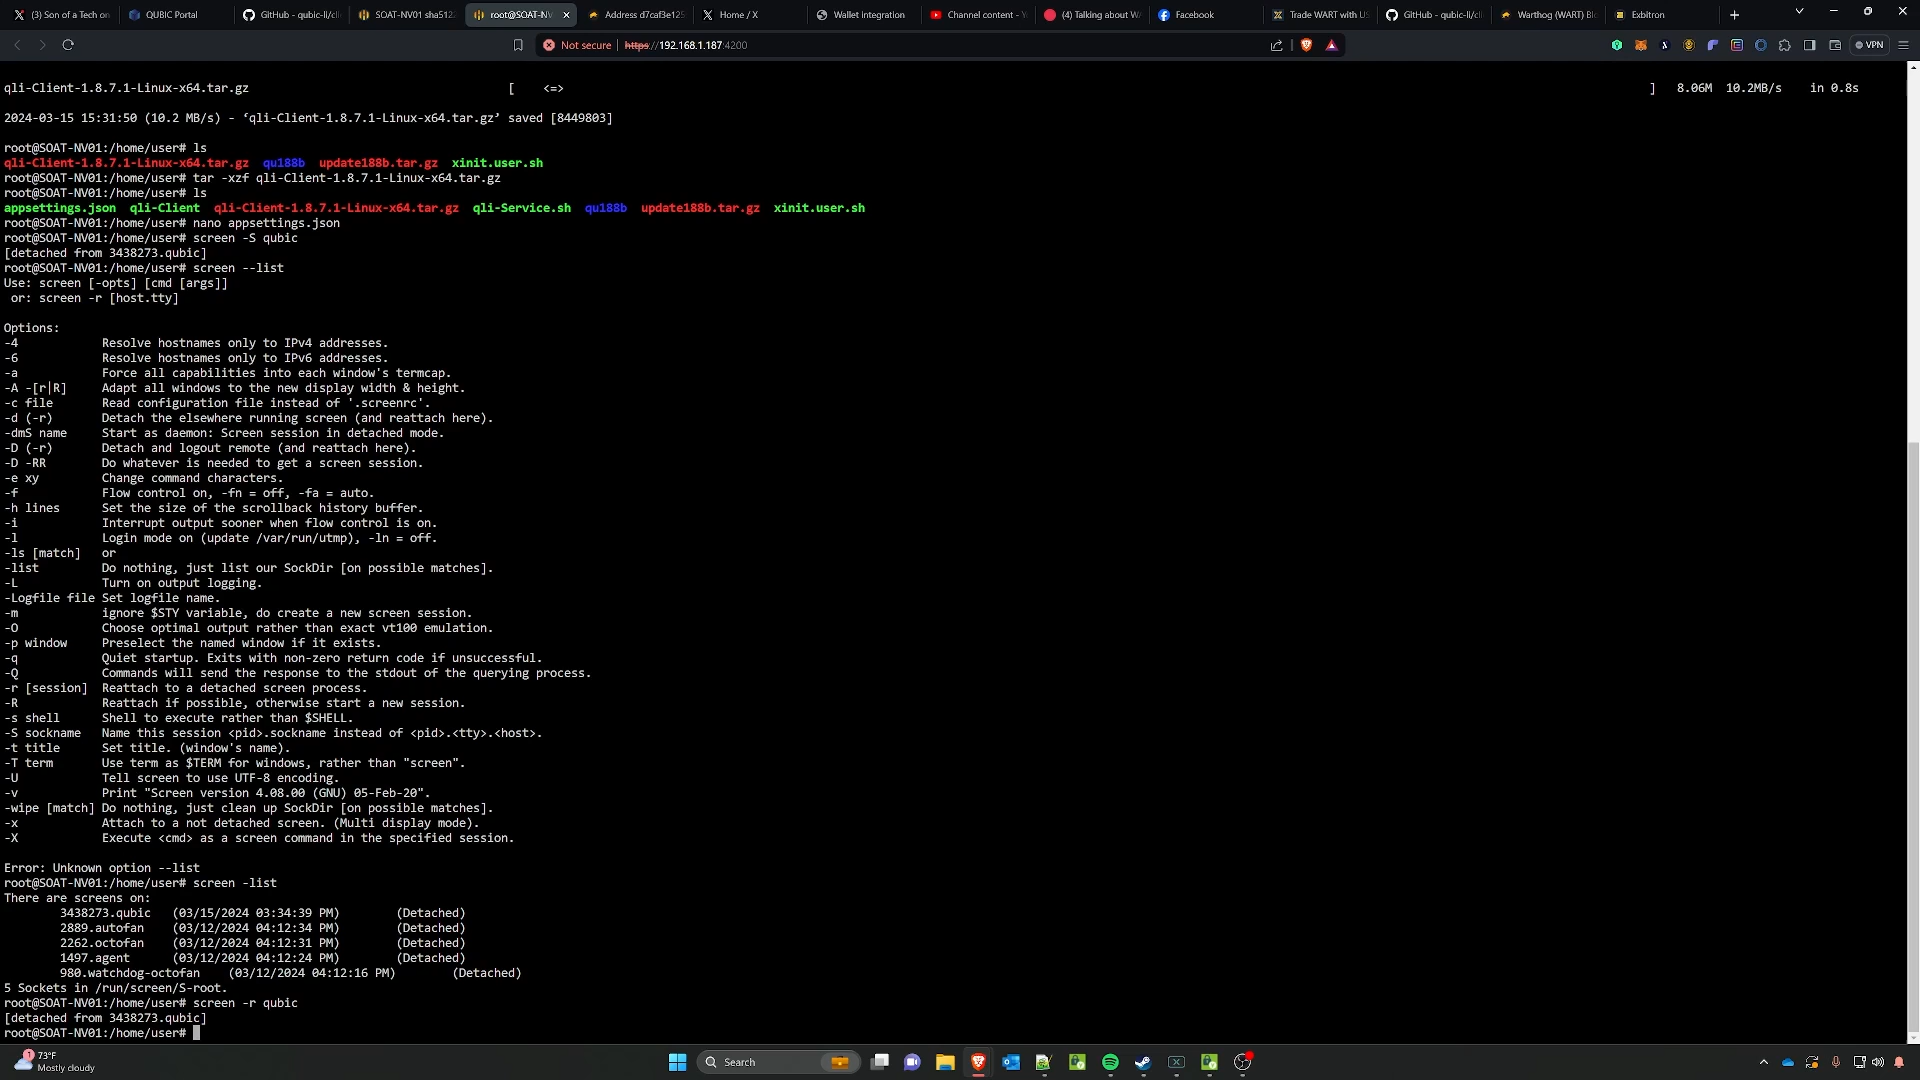 (3) Son of a Tech on
QUBIC Portal
GitHub - qubic-li/cli
SOAT-NV01 sha512
root@SOAT-NV
Address d7caf3e125
Home / X
Wallet integration
Channel content - Y
(4) Talking about WA
Facebook
Trade WART with US
GitHub - qubic-li/cli
Warthog (WART) Bl
Exbitron
Not secure https://192.168.1.187:4200
VPN
qli-Client-1.8.7.1-Linux-x64.tar.gz [ <=> ] 8.06M 10.2MB/s in 0.8s
2024-03-15 15:31:50 (10.2 MB/s) - ‘qli-Client-1.8.7.1-Linux-x64.tar.gz’ saved [8449803]
root@SOAT-NV01:/home/user# ls
qli-Client-1.8.7.1-Linux-x64.tar.gz qu188b update188b.tar.gz xinit.user.sh
root@SOAT-NV01:/home/user# tar -xzf qli-Client-1.8.7.1-Linux-x64.tar.gz
root@SOAT-NV01:/home/user# ls
appsettings.json qli-Client qli-Client-1.8.7.1-Linux-x64.tar.gz qli-Service.sh qu188b update188b.tar.gz xinit.user.sh
root@SOAT-NV01:/home/user# nano appsettings.json
root@SOAT-NV01:/home/user# screen -S qubic
[detached from 3438273.qubic]
root@SOAT-NV01:/home/user# screen --list
Use: screen [-opts] [cmd [args]]
or: screen -r [host.tty]
Options:
-4 Resolve hostnames only to IPv4 addresses.
-6 Resolve hostnames only to IPv6 addresses.
-a Force all capabilities into each window's termcap.
-A -[r|R] Adapt all windows to the new display width & height.
-c file Read configuration file instead of '.screenrc'.
-d (-r) Detach the elsewhere running screen (and reattach here).
-dmS name Start as daemon: Screen session in detached mode.
-D (-r) Detach and logout remote (and reattach here).
-D -RR Do whatever is needed to get a screen session.
-e xy Change command characters.
-f Flow control on, -fn = off, -fa = auto.
-h lines Set the size of the scrollback history buffer.
-i Interrupt output sooner when flow control is on.
-l Login mode on (update /var/run/utmp), -ln = off.
-ls [match] or
-list Do nothing, just list our SockDir [on possible matches].
-L Turn on output logging.
-Logfile file Set logfile name.
-m ignore $STY variable, do create a new screen session.
-O Choose optimal output rather than exact vt100 emulation.
-p window Preselect the named window if it exists.
-q Quiet startup. Exits with non-zero return code if unsuccessful.
-Q Commands will send the response to the stdout of the querying process.
-r [session] Reattach to a detached screen process.
-R Reattach if possible, otherwise start a new session.
-s shell Shell to execute rather than $SHELL.
-S sockname Name this session <pid>.sockname instead of <pid>.<tty>.<host>.
-t title Set title. (window's name).
-T term Use term as $TERM for windows, rather than "screen".
-U Tell screen to use UTF-8 encoding.
-v Print "Screen version 4.08.00 (GNU) 05-Feb-20".
-wipe [match] Do nothing, just clean up SockDir [on possible matches].
-x Attach to a not detached screen. (Multi display mode).
-X Execute <cmd> as a screen command in the specified session.
Error: Unknown option --list
root@SOAT-NV01:/home/user# screen -list
There are screens on:
3438273.qubic (03/15/2024 03:34:39 PM) (Detached)
2889.autofan (03/12/2024 04:12:34 PM) (Detached)
2262.octofan (03/12/2024 04:12:31 PM) (Detached)
1497.agent (03/12/2024 04:12:24 PM) (Detached)
980.watchdog-octofan (03/12/2024 04:12:16 PM) (Detached)
5 Sockets in /run/screen/S-root.
root@SOAT-NV01:/home/user# screen -r qubic
[detached from 3438273.qubic]
root@SOAT-NV01:/home/user#
1
73°F
Mostly cloudy
Search